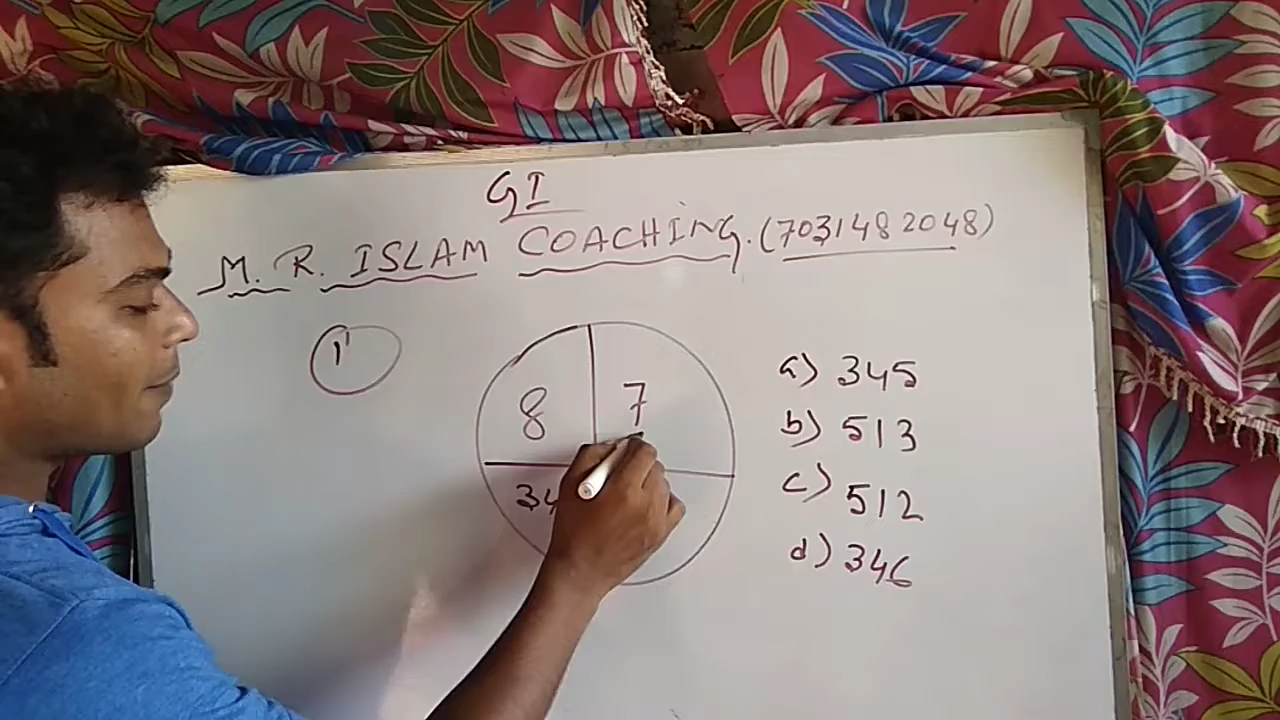 GI
M. R. ISLAM COACHING. (7031482048)
1
8 7
34
a) 345
b) 513
c) 512
d) 346